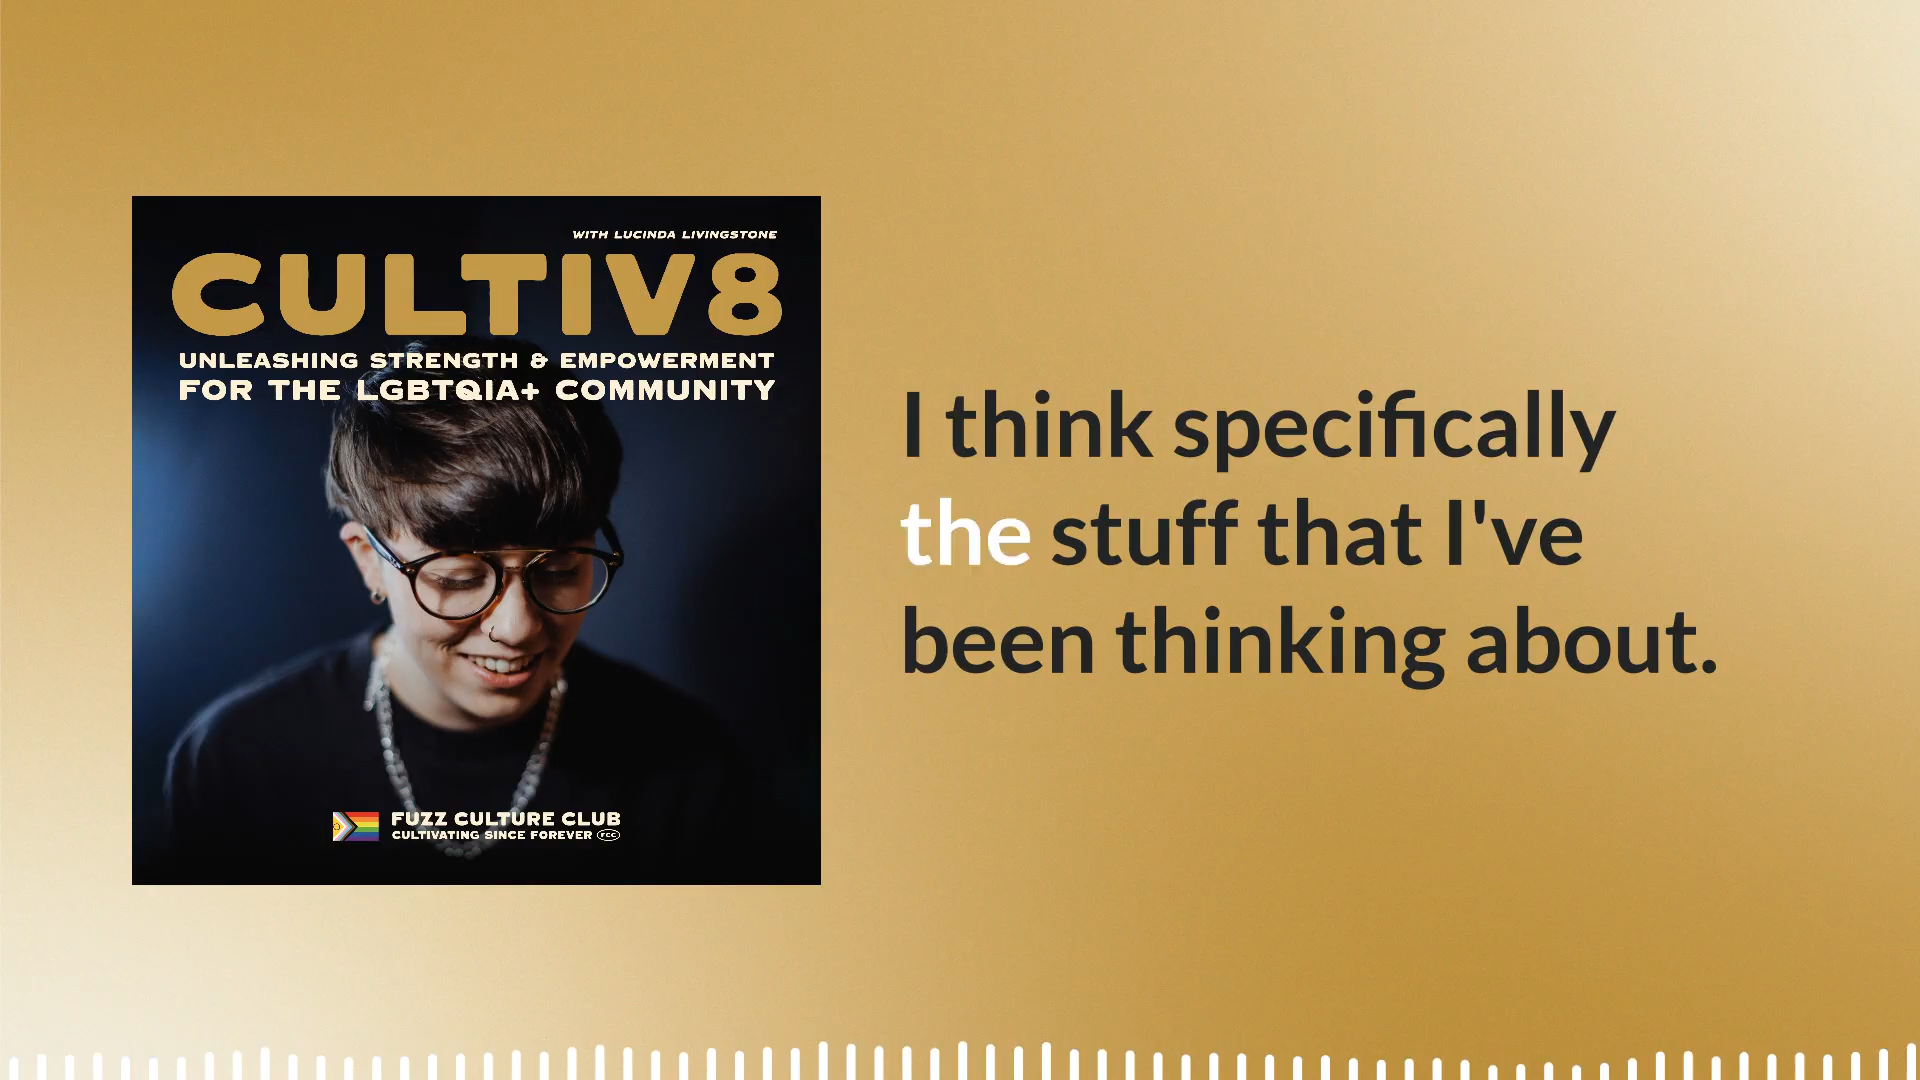 WITH LUCINDA LIVINGSTONE
CULTIV8
UNLEASHING STRENGTH & EMPOWERMENT
FOR THE LGBTQIA+ COMMUNITY
FUZZ CULTURE CLUB
CULTIVATING SINCE FOREVER FCC
I think specifically
the stuff that I've
been thinking about.